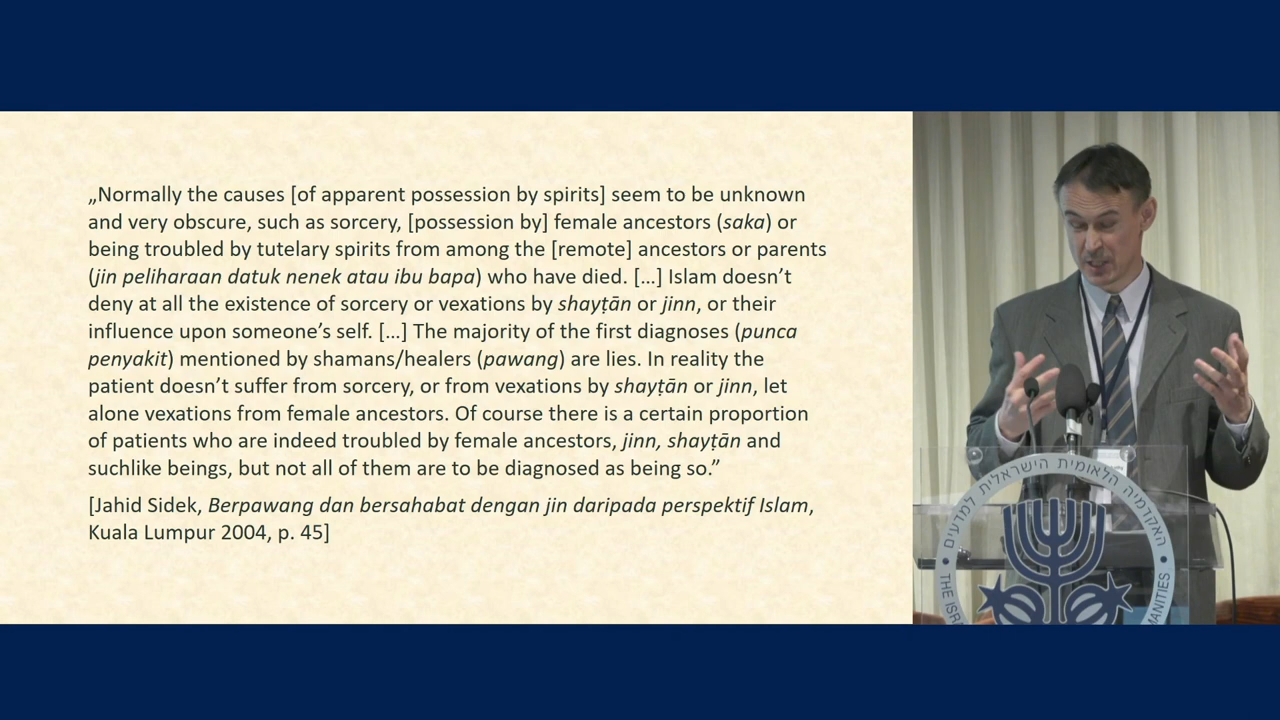 „Normally the causes [of apparent possession by spirits] seem to be unknown
and very obscure, such as sorcery, [possession by] female ancestors (saka) or
being troubled by tutelary spirits from among the [remote] ancestors or parents
(jin peliharaan datuk nenek atau ibu bapa) who have died. […] Islam doesn’t
deny at all the existence of sorcery or vexations by shayṭān or jinn, or their
influence upon someone’s self. […] The majority of the first diagnoses (punca
penyakit) mentioned by shamans/healers (pawang) are lies. In reality the
patient doesn’t suffer from sorcery, or from vexations by shayṭān or jinn, let
alone vexations from female ancestors. Of course there is a certain proportion
of patients who are indeed troubled by female ancestors, jinn, shayṭān and
suchlike beings, but not all of them are to be diagnosed as being so.”
[Jahid Sidek, Berpawang dan bersahabat dengan jin daripada perspektif Islam,
Kuala Lumpur 2004, p. 45]
האקדמיה הלאומית הישראלית למדעים
THE ISR
MANITIES